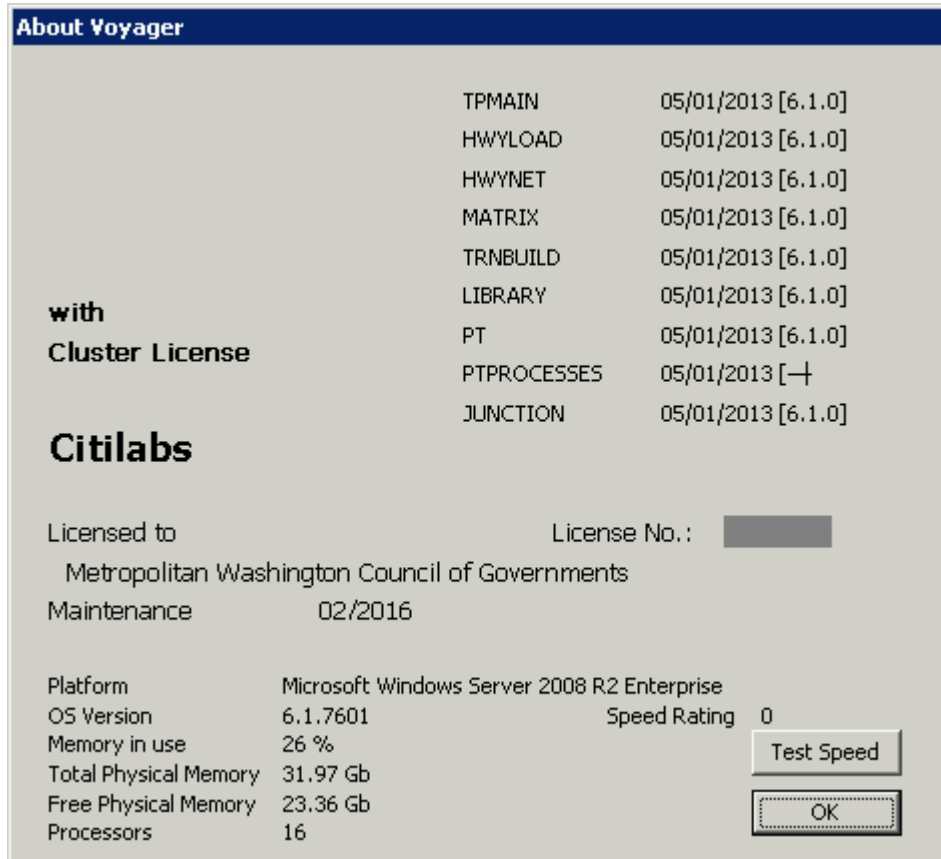 About Voyager
TPMAIN 05/01/2013 [6.1.0]
HWYLOAD 05/01/2013 [6.1.0]
HWYNET 05/01/2013 [6.1.0]
MATRIX 05/01/2013 [6.1.0]
TRNBUILD 05/01/2013 [6.1.0]
LIBRARY 05/01/2013 [6.1.0]
with
PT 05/01/2013 [6.1.0]
Cluster License
PTPROCESSES 05/01/2013 [─┤
JUNCTION 05/01/2013 [6.1.0]
Citilabs
Licensed to License No.:
Metropolitan Washington Council of Governments
Maintenance 02/2016
Platform Microsoft Windows Server 2008 R2 Enterprise
OS Version 6.1.7601 Speed Rating 0
Memory in use 26 %
Test Speed
Total Physical Memory 31.97 Gb
Free Physical Memory 23.36 Gb
OK
Processors 16